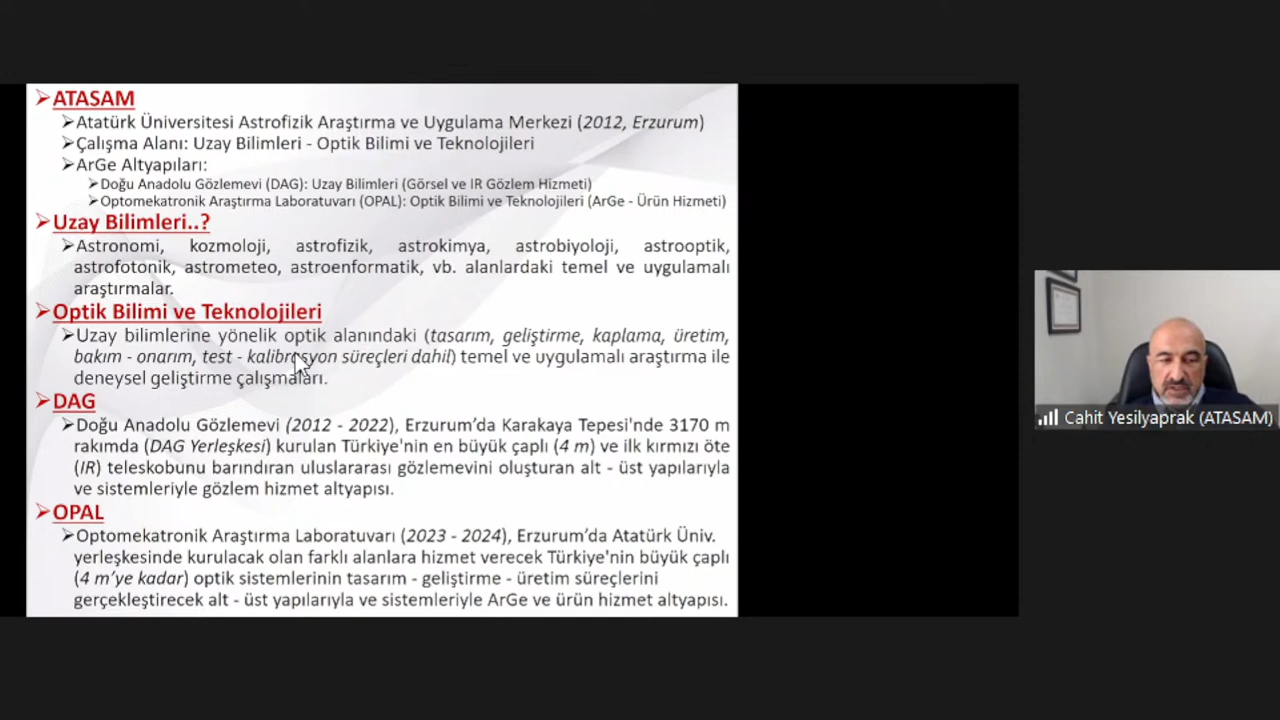 ➢ATASAM
➢Atatürk Üniversitesi Astrofizik Araştırma ve Uygulama Merkezi (2012, Erzurum)
➢Çalışma Alanı: Uzay Bilimleri - Optik Bilimi ve Teknolojileri
➢ArGe Altyapıları:
➢Doğu Anadolu Gözlemevi (DAG): Uzay Bilimleri (Görsel ve IR Gözlem Hizmeti)
➢Optomekatronik Araştırma Laboratuvarı (OPAL): Optik Bilimi ve Teknolojileri (ArGe - Ürün Hizmeti)
➢Uzay Bilimleri..?
➢Astronomi, kozmoloji, astrofizik, astrokimya, astrobiyoloji, astrooptik,
astrofotonik, astrometeo, astroenformatik, vb. alanlardaki temel ve uygulamalı
araştırmalar.
➢Optik Bilimi ve Teknolojileri
➢Uzay bilimlerine yönelik optik alanındaki (tasarım, geliştirme, kaplama, üretim,
bakım - onarım, test - kalibrasyon süreçleri dahil) temel ve uygulamalı araştırma ile
deneysel geliştirme çalışmaları.
➢DAG
➢Doğu Anadolu Gözlemevi (2012 - 2022), Erzurum’da Karakaya Tepesi'nde 3170 m
rakımda (DAG Yerleşkesi) kurulan Türkiye'nin en büyük çaplı (4 m) ve ilk kırmızı öte
(IR) teleskobunu barındıran uluslararası gözlemevini oluşturan alt - üst yapılarıyla
ve sistemleriyle gözlem hizmet altyapısı.
➢OPAL
➢Optomekatronik Araştırma Laboratuvarı (2023 - 2024), Erzurum’da Atatürk Üniv.
yerleşkesinde kurulacak olan farklı alanlara hizmet verecek Türkiye'nin büyük çaplı
(4 m’ye kadar) optik sistemlerinin tasarım - geliştirme - üretim süreçlerini
gerçekleştirecek alt - üst yapılarıyla ve sistemleriyle ArGe ve ürün hizmet altyapısı.
Cahit Yesilyaprak (ATASAM)